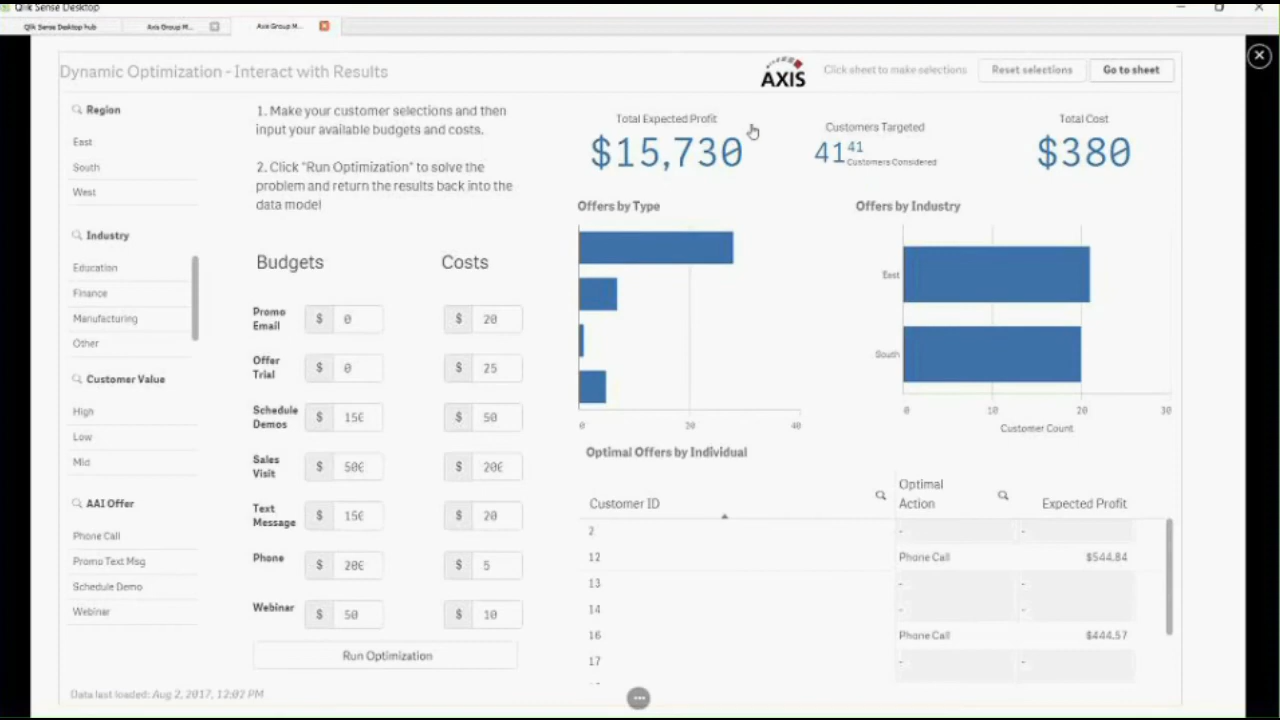 Qlik Sense Desktop
Qlik Sense Desktop hub
Axis Group M...
Axis Group M...
Dynamic Optimization - Interact with Results
AXIS
Click sheet to make selections
Reset selections
Go to sheet
Region
East
South
West
Industry
Education
Finance
Manufacturing
Other
Customer Value
High
Low
Mid
AAI Offer
Phone Call
Promo Text Msg
Schedule Demo
Webinar
1. Make your customer selections and then
input your available budgets and costs.
2. Click "Run Optimization" to solve the
problem and return the results back into the
data model
Budgets Costs
Promo
Email
$ 0 $ 20
Offer
Trial
$ 0 $ 25
Schedule
Demos
$ $ 50
Sales
Visit
$ $
Text
Message
$ $ 20
Phone
$ $ 5
Webinar
$ 50 $ 10
Run Optimization
Total Expected Profit
$15,730
Customers Targeted
41 41
Customers Considered
Total Cost
$380
Offers by Type
0 20 40
Offers by Industry
East
South
0 10 20 30
Customer Count
Optimal Offers by Individual
Customer ID
Optimal
Action
Expected Profit
2 - -
12 Phone Call $544.84
13 - -
14 - -
16 Phone Call $444.57
17 - -
Data last loaded: Aug 2, 2017, 12:02 PM